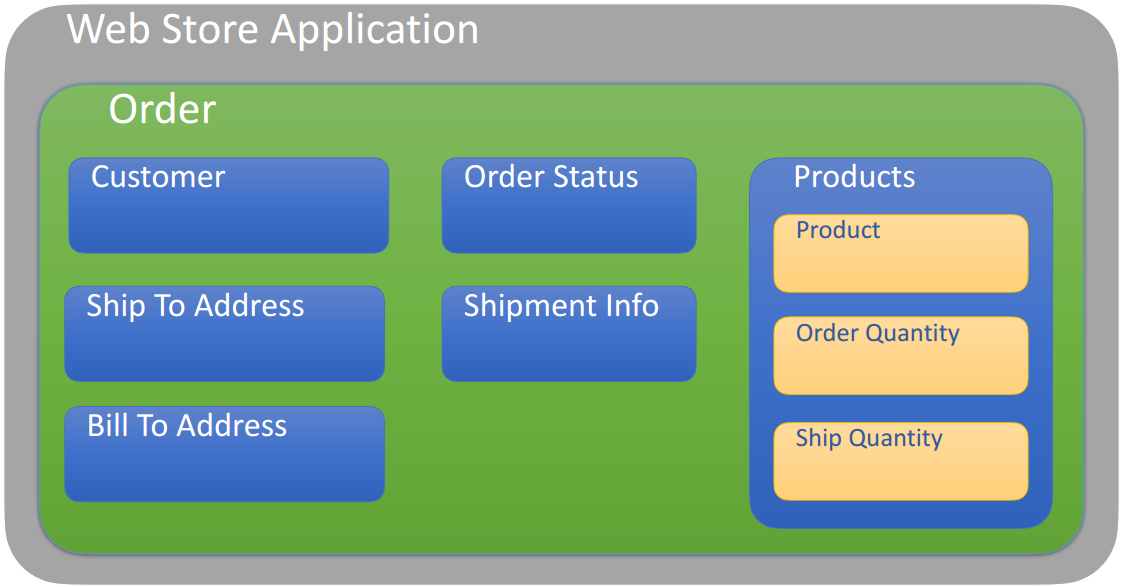 Web Store Application
Order
Customer
Order Status
Products
Product
Ship To Address
Shipment Info
Order Quantity
Bill To Address
Ship Quantity